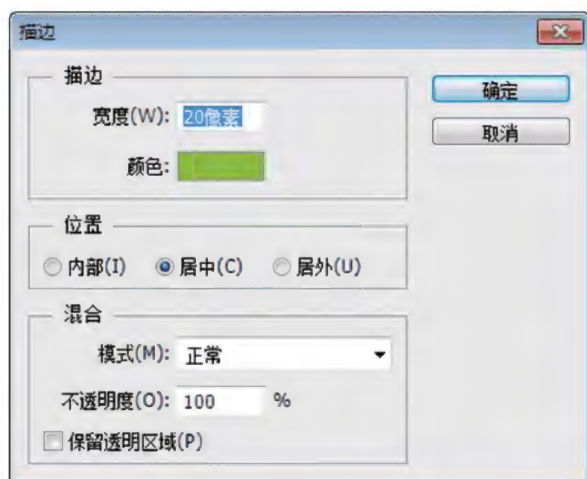 描边
描边
宽度(W): 20像素
颜色:
确定
取消
位置
内部(I) 居中(C) 居外(U)
混合
模式(M): 正常
不透明度(O): 100 %
保留透明区域(P)